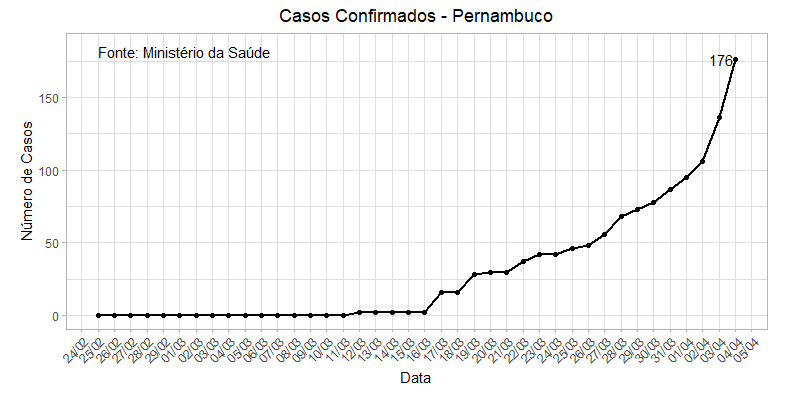 Casos Confirmados - Pernambuco
Fonte: Ministério da Saúde
176
Número de Casos
150
100
50
0
24/02 25/02 26/02 27/02 28/02 29/02 01/03 02/03 03/03 04/03 05/03 06/03 07/03 08/03 09/03 10/03 11/03 12/03 13/03 14/03 15/03 16/03 17/03 18/03 19/03 20/03 21/03 22/03 23/03 24/03 25/03 26/03 27/03 28/03 29/03 30/03 31/03 01/04 02/04 03/04 04/04 05/04
Data